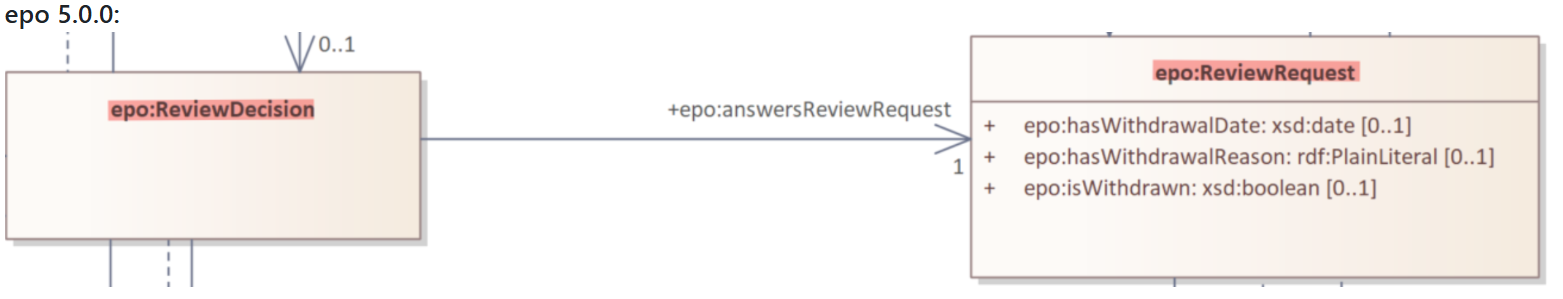 epo 5.0.0:
0..1
epo:ReviewDecision
+epo:answersReviewRequest
1
epo:ReviewRequest
+ epo:hasWithdrawalDate: xsd:date [0..1]
+ epo:hasWithdrawalReason: rdf:PlainLiteral [0..1]
+ epo:isWithdrawn: xsd:boolean [0..1]